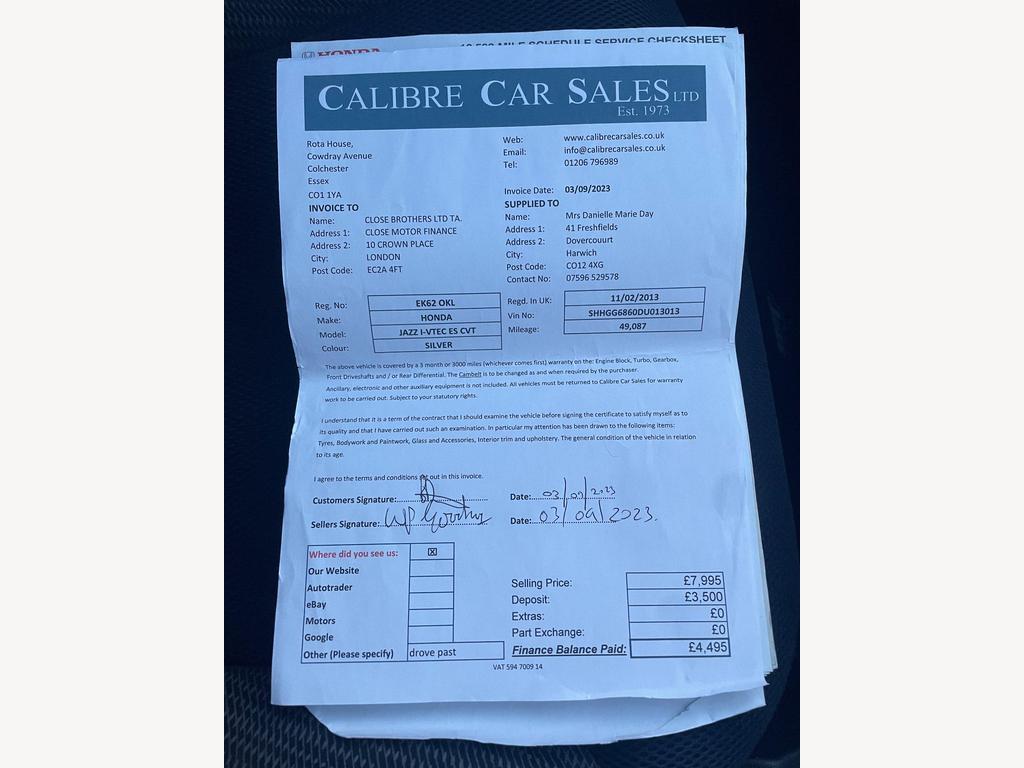 HONDA
MILE SCHEDULE SERVICE CHECKSHEET
CALIBRE CAR SALES LTD
Est. 1973
Rota House,
Cowdray Avenue
Colchester
Essex
CO1 1YA
Web: www.calibrecarsales.co.uk
Email: info@calibrecarsales.co.uk
Tel: 01206 796989
Invoice Date: 03/09/2023
INVOICE TO
Name: CLOSE BROTHERS LTD TA.
Address 1: CLOSE MOTOR FINANCE
Address 2: 10 CROWN PLACE
City: LONDON
Post Code: EC2A 4FT
SUPPLIED TO
Name: Mrs Danielle Marie Day
Address 1: 41 Freshfields
Address 2: Dovercouurt
City: Harwich
Post Code: CO12 4XG
Contact No: 07596 529578
Reg. No: EK62 OKL
Make: HONDA
Model: JAZZ I-VTEC ES CVT
Colour: SILVER
Regd. In UK: 11/02/2013
Vin No: SHHGG6860DU013013
Mileage: 49,087
The above vehicle is covered by a 3 month or 3000 miles (whichever comes first) warranty on the: Engine Block, Turbo, Gearbox,
Front Driveshafts and / or Rear Differential. The Cambelt is to be changed as and when required by the purchaser.
Ancillary, electronic and other auxiliary equipment is not included. All vehicles must be returned to Calibre Car Sales for warranty
work to be carried out. Subject to your statutory rights.
I understand that it is a term of the contract that I should examine the vehicle before signing the certificate to satisfy myself as to
its quality and that I have carried out such an examination. In particular my attention has been drawn to the following items:
Tyres, Bodywork and Paintwork, Glass and Accessories, Interior trim and upholstery. The general condition of the vehicle in relation
to its age.
I agree to the terms and conditions set out in this invoice.
Customers Signature: Date: 03/09/2023
Sellers Signature: Date: 03/09/2023.
Where did you see us: ☒
Our Website
Autotrader
eBay
Motors
Google
Other (Please specify) drove past
Selling Price: £7,995
Deposit: £3,500
Extras: £0
Part Exchange: £0
Finance Balance Paid: £4,495
VAT 594 7009 14